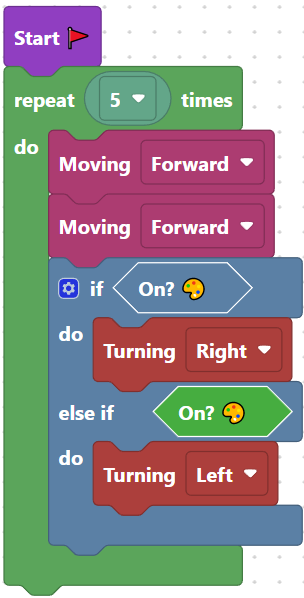 Start
repeat 5 times
do
Moving Forward
Moving Forward
if On?
do
Turning Right
else if On?
do
Turning Left